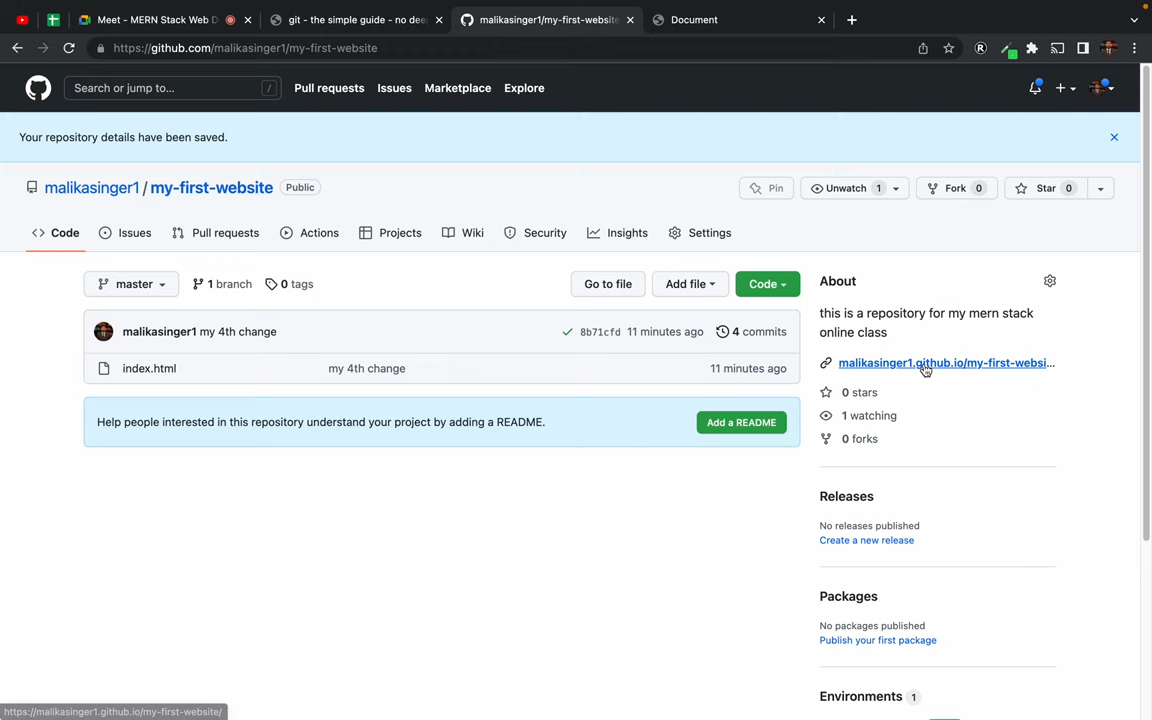 Meet - MERN Stack Web D
git - the simple guide - no dee
malikasinger1/my-first-website
Document
https://github.com/malikasinger1/my-first-website
Search or jump to...
/
Pull requests
Issues
Marketplace
Explore
Your repository details have been saved.
malikasinger1 / my-first-website Public
Pin
Unwatch 1
Fork 0
Star 0
Code
Issues
Pull requests
Actions
Projects
Wiki
Security
Insights
Settings
master
1 branch
0 tags
Go to file
Add file
Code
malikasinger1 my 4th change
8b71cfd 11 minutes ago
4 commits
index.html
my 4th change
11 minutes ago
Help people interested in this repository understand your project by adding a README.
Add a README
About
this is a repository for my mern stack
online class
malikasinger1.github.io/my-first-websi...
0 stars
1 watching
0 forks
Releases
No releases published
Create a new release
Packages
No packages published
Publish your first package
Environments 1
https://malikasinger1.github.io/my-first-website/